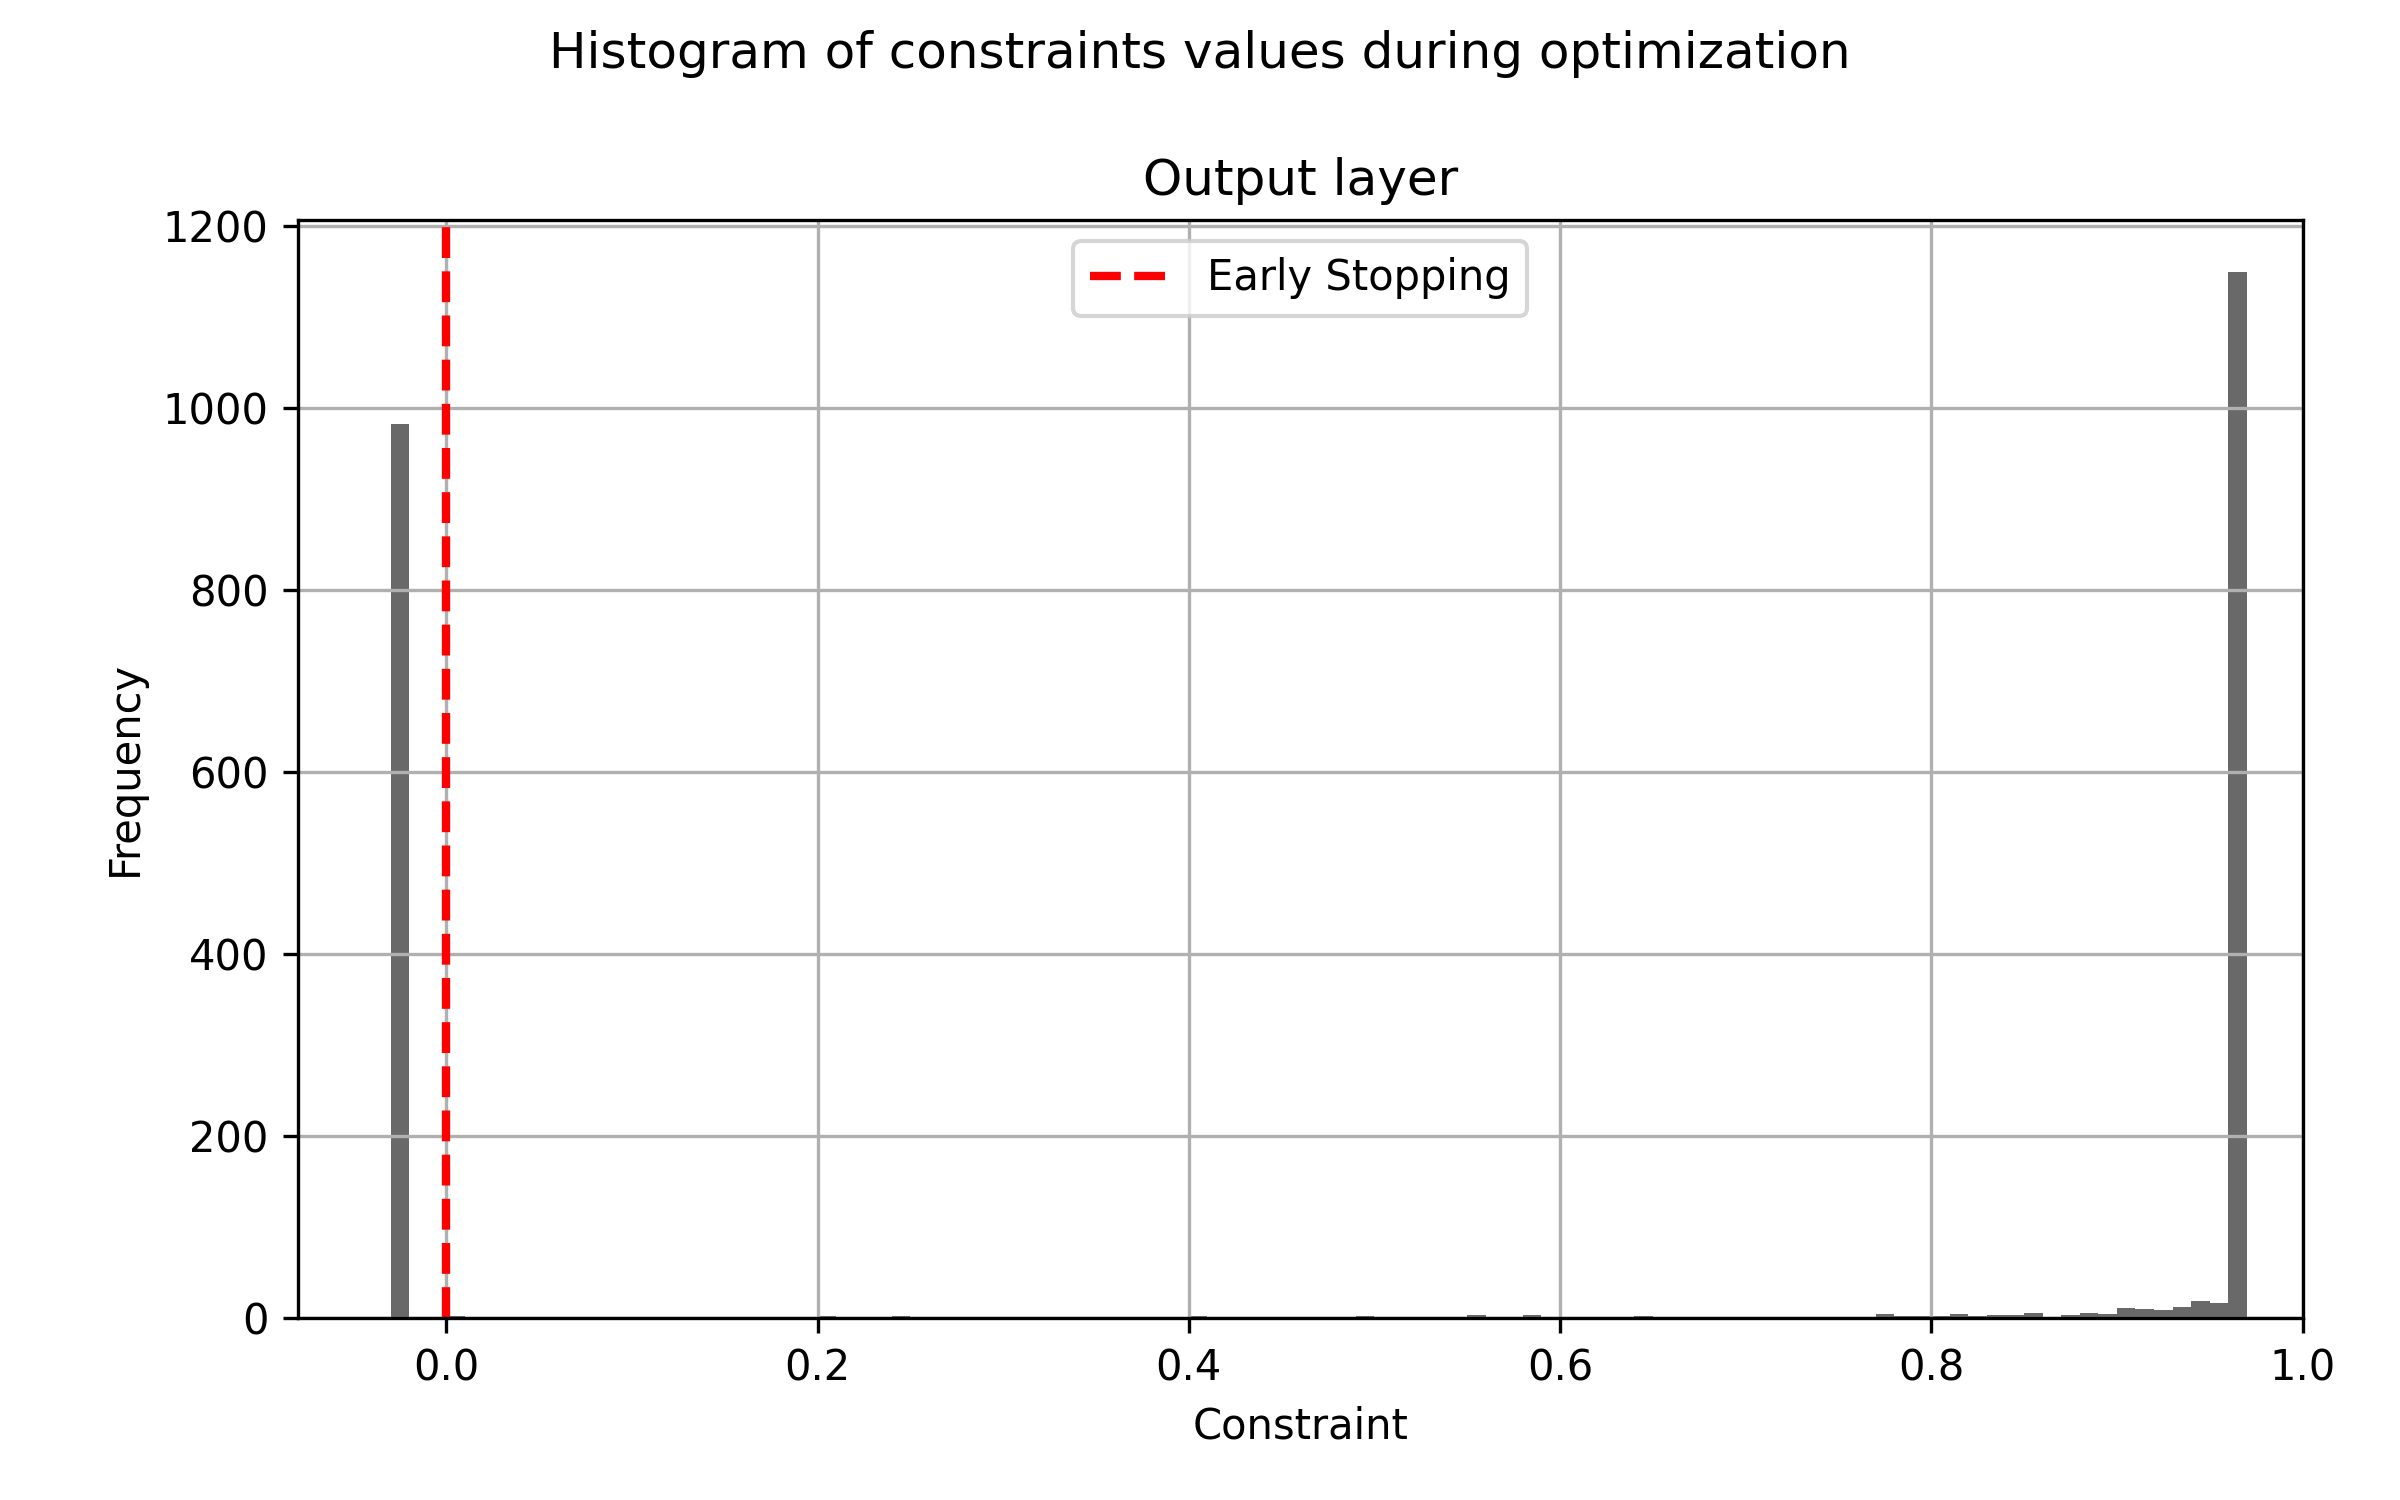 Histogram of constraints values during optimization
Output layer
Early Stopping
1200
1000
800
600
400
200
0
Frequency
0.0 0.2 0.4 0.6 0.8 1.0
Constraint